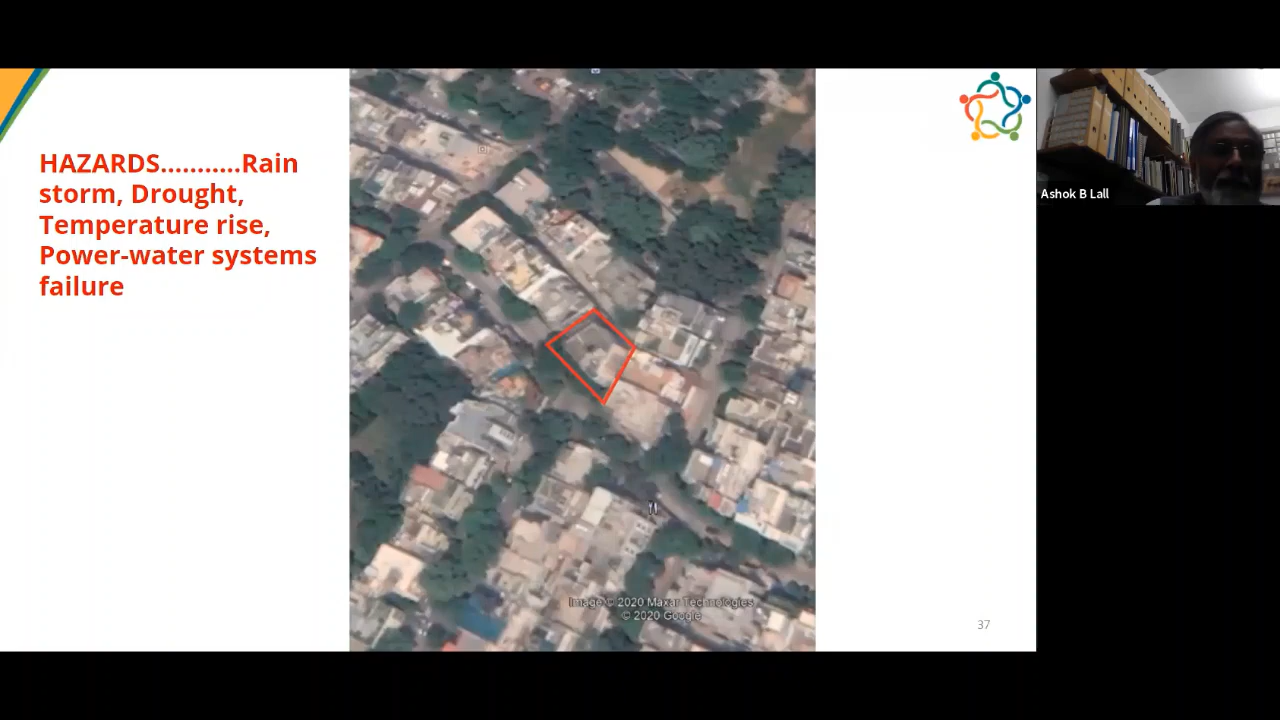 HAZARDS...........Rain
storm, Drought,
Temperature rise,
Power-water systems
failure
Image © 2020 Maxar Technologies
© 2020 Google
37
Ashok B Lall